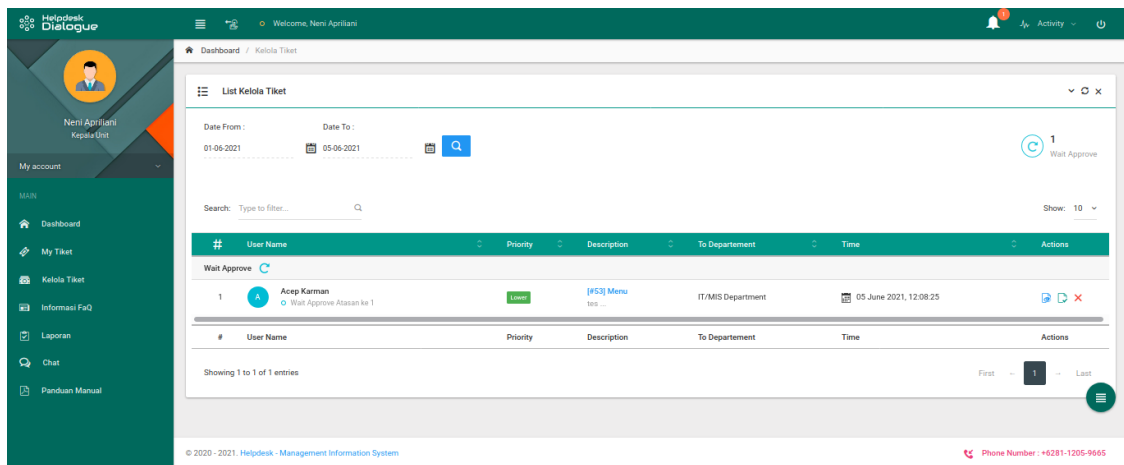 Helpdesk
Dialogue
Welcome, Neni Apriliani
1
Activity
Dashboard / Kelola Tiket
Neni Apriliani
Kepala Unit
My account
MAIN
Dashboard
My Tiket
Kelola Tiket
Informasi FaQ
Laporan
Chat
Panduan Manual
List Kelola Tiket
Date From :
Date To :
01-06-2021
05-06-2021
1
Wait Approve
Search: Type to filter...
Show: 10
# User Name Priority Description To Departement Time Actions
Wait Approve
1 A Acep Karman Lower [#53] Menu IT/MIS Department 05 June 2021, 12:08:25
Wait Approve Atasan ke 1 tes ...
# User Name Priority Description To Departement Time Actions
Showing 1 to 1 of 1 entries
First ← 1 → Last
© 2020 - 2021. Helpdesk - Management Information System
Phone Number : +6281-1205-9665